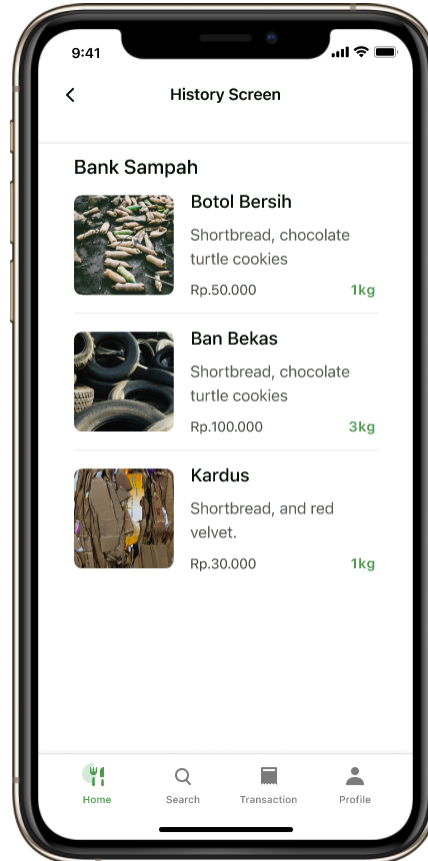 9:41
History Screen
Bank Sampah
Botol Bersih
Shortbread, chocolate
turtle cookies
Rp.50.000 1kg
Ban Bekas
Shortbread, chocolate
turtle cookies
Rp.100.000 3kg
Kardus
Shortbread, and red
velvet.
Rp.30.000 1kg
Home Search Transaction Profile